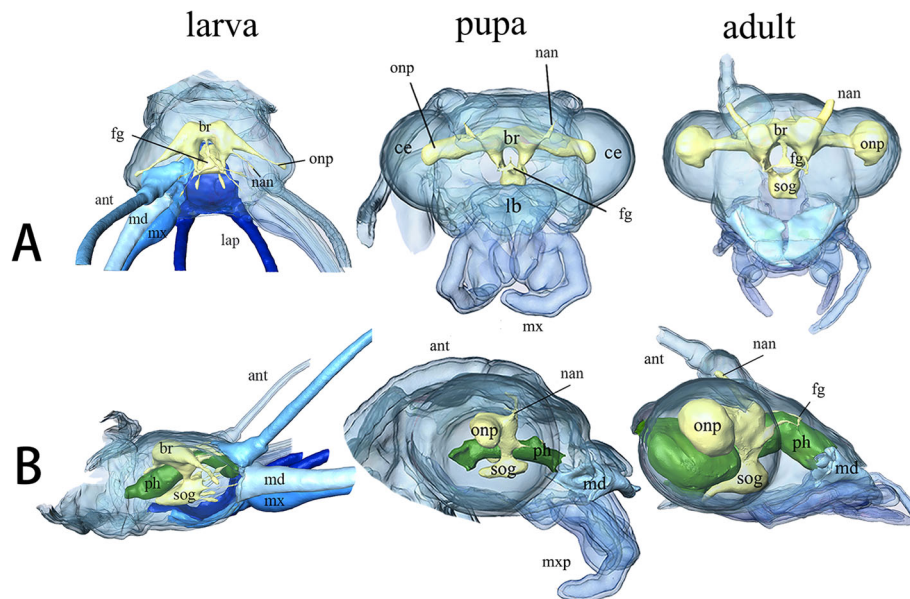 larva
pupa
adult
A
br
fg
onp
nan
ant
md
mx
lap
onp
nan
ce
br
ce
lb
fg
mx
nan
br
onp
fg
sog
B
ant
br
ph
sog
md
mx
ant
nan
onp
ph
sog
md
mxp
ant
nan
fg
onp
ph
sog
md